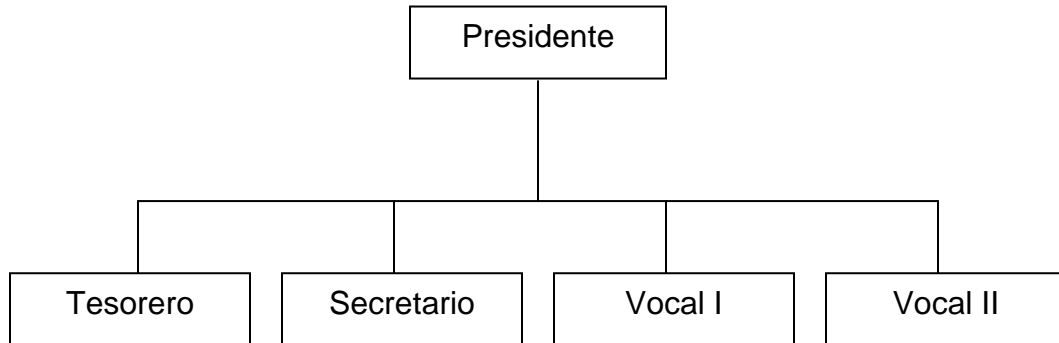 Presidente
Tesorero
Secretario
Vocal I
Vocal II